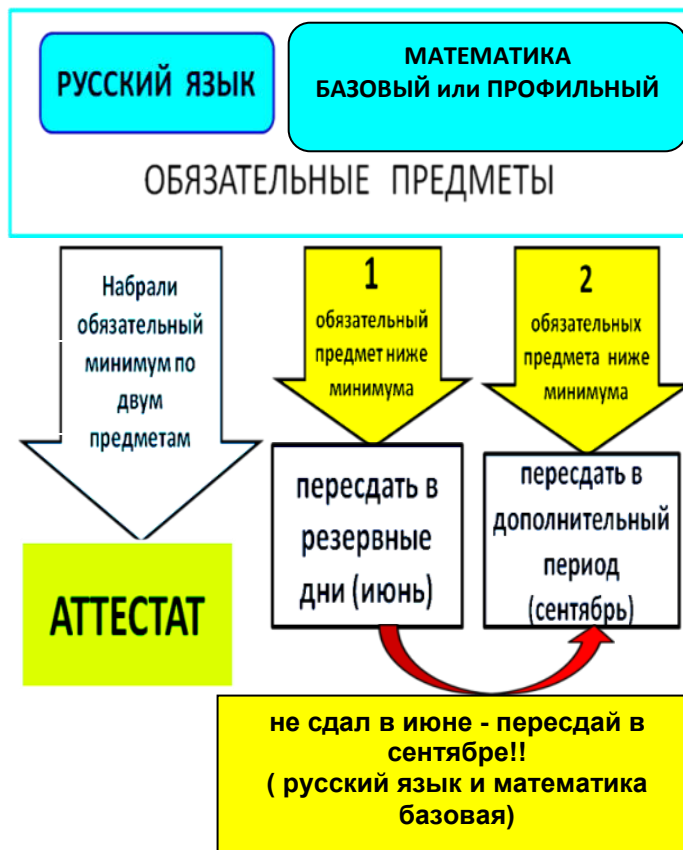 РУССКИЙ ЯЗЫК
МАТЕМАТИКА
БАЗОВЫЙ или ПРОФИЛЬНЫЙ
ОБЯЗАТЕЛЬНЫЕ ПРЕДМЕТЫ
Набрали
обязательный
минимум по
двум
предметам
1
обязательный
предмет ниже
минимума
2
обязательных
предмета ниже
минимума
АТТЕСТАТ
пересдать в
резервные
дни (июнь)
пересдать в
дополнительный
период
(сентябрь)
не сдал в июне - пересдай в
сентябре!!
( русский язык и математика
базовая)